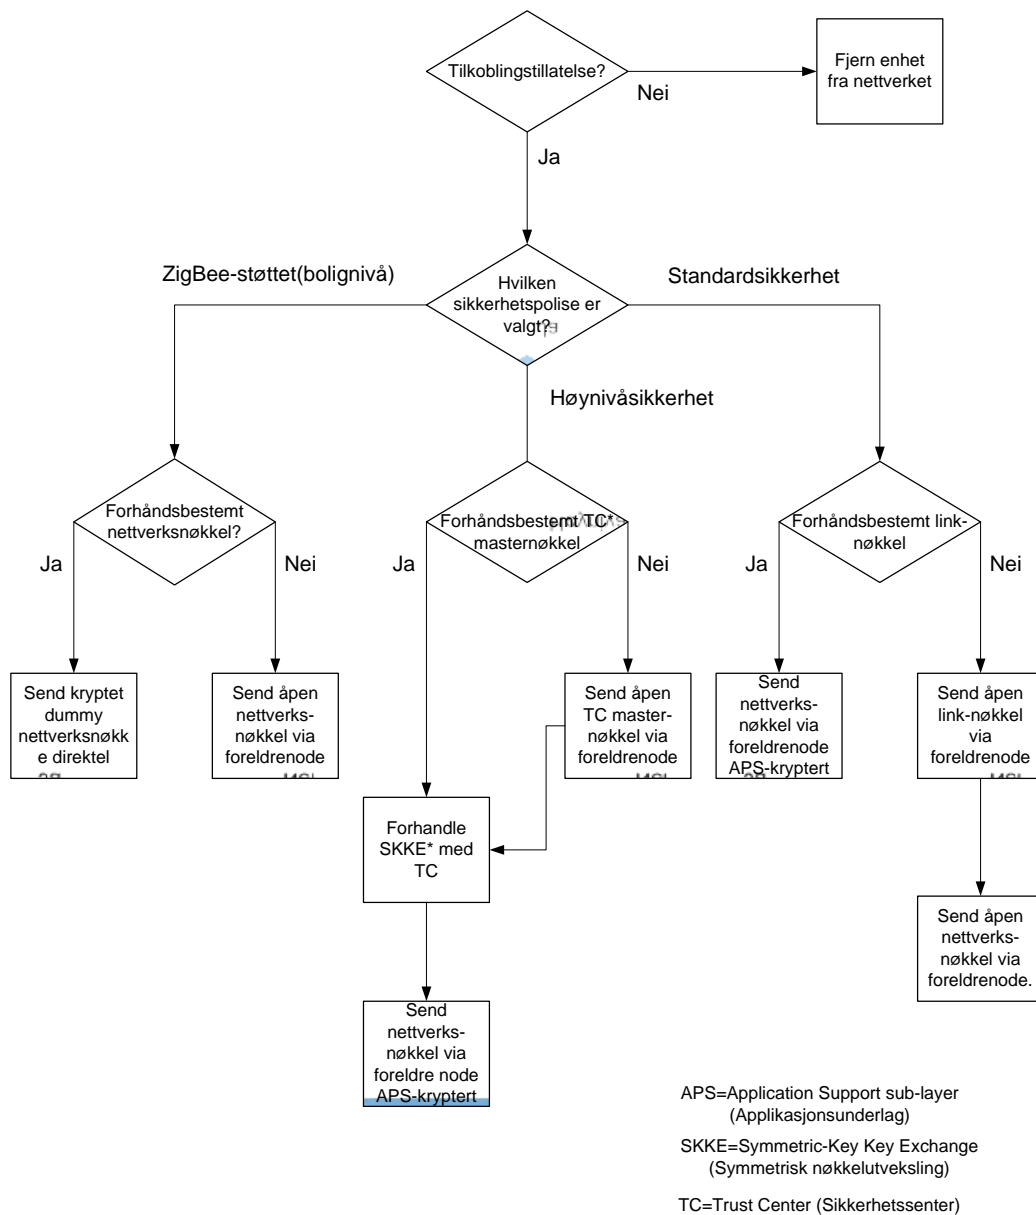 Tilkoblingstillatelse?
Fjern enhet
fra nettverket
Nei
Ja
ZigBee-støttet(bolignivå)
Hvilken
sikkerhetspolise er
valgt?
Standardsikkerhet
Høynivåsikkerhet
Forhåndsbestemt
nettverksnøkkel?
Ja
Nei
Forhåndsbestemt TC*
masternøkkel
Ja
Nei
Forhåndsbestemt link-
nøkkel
Ja
Nei
Send kryptet
dummy
nettverksnøkk
e direktel
Send åpen
nettverks-
nøkkel via
foreldrenode
Send åpen
TC master-
nøkkel via
foreldrenode
Send
nettverks-
nøkkel via
foreldrenode
APS-kryptert
Send åpen
link-nøkkel
via
foreldrenode
Forhandle
SKKE* med
TC
Send åpen
nettverks-
nøkkel via
foreldrenode.
Send
nettverks-
nøkkel via
foreldre node
APS-kryptert
APS=Application Support sub-layer
(Applikasjonsunderlag)
SKKE=Symmetric-Key Key Exchange
(Symmetrisk nøkkelutveksling)
TC=Trust Center (Sikkerhetssenter)